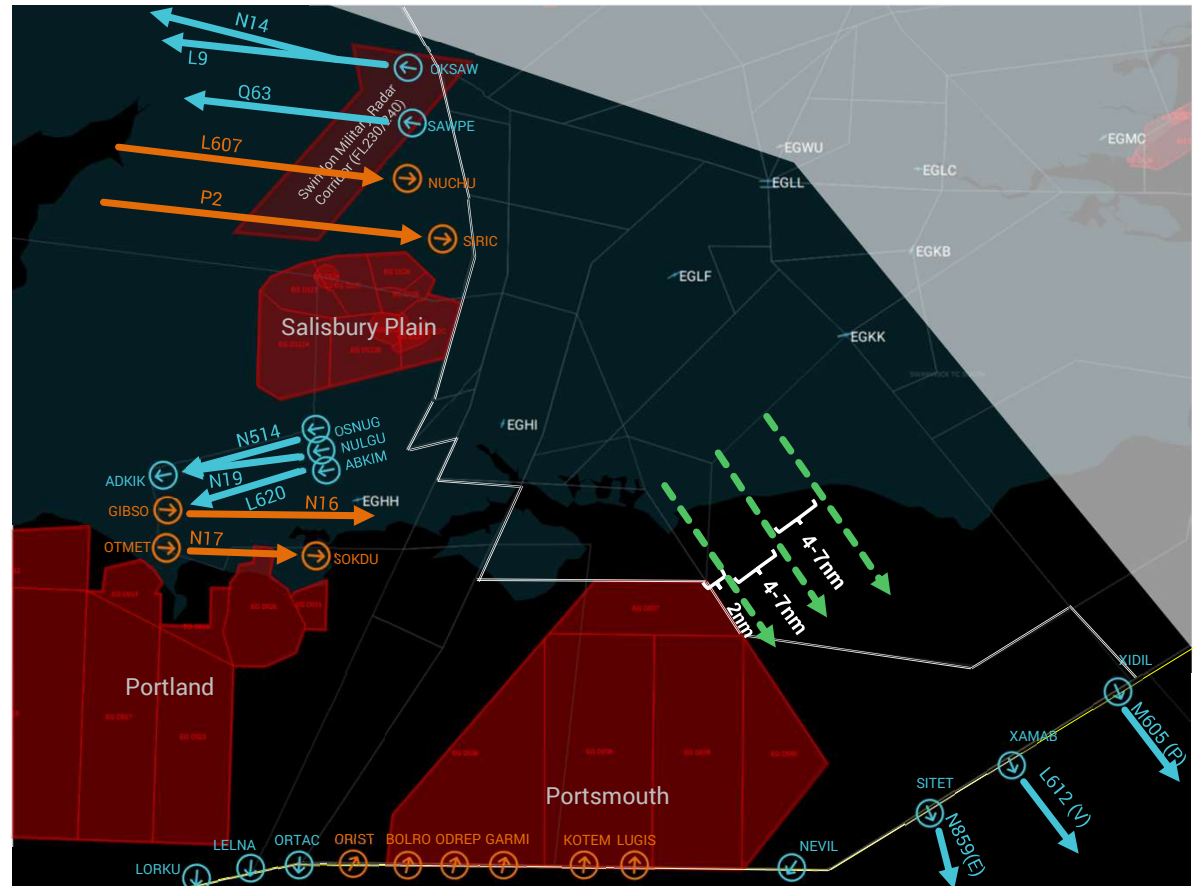 N14
L9
OKSAW
Q63
SAWPE
Swindon Military Radar
Corridor (FL230/240)
L607
NUCHU
P2
SIRIC
EGWU
EGLL
EGLC
EGMC
EGKB
EGLF
EGKK
Salisbury Plain
EGHI
OSNUG
NULGU
ABKIM
N514
N19
L620
ADKIK
GIBSO
N16
EGHH
OTMET
N17
SOKDU
4-7nm
4-7nm
2nm
Portland
Portsmouth
XIDIL
M605 (P)
XAMAB
L612 (V)
SITET
N859(E)
NEVIL
LUGIS
KOTEM
GARMI
ODREP
BOLRO
ORIST
ORTAC
LELNA
LORKU